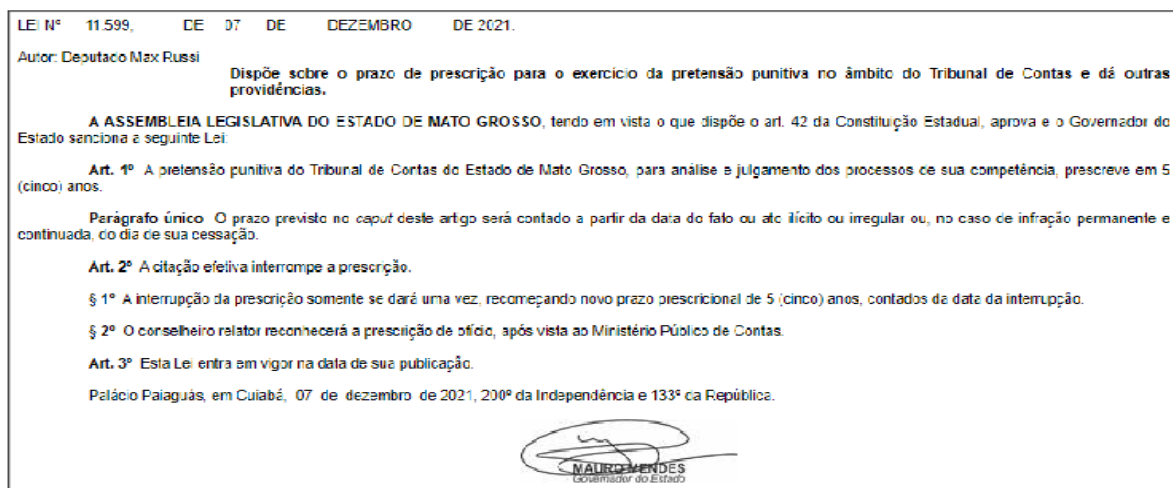 LEI Nº 11.599, DE 07 DE DEZEMBRO DE 2021.
Autor: Deputado Max Russi
Dispõe sobre o prazo de prescrição para o exercício da pretensão punitiva no âmbito do Tribunal de Contas e dá outras
providências.
A ASSEMBLEIA LEGISLATIVA DO ESTADO DE MATO GROSSO, tendo em vista o que dispõe o art. 42 da Constituição Estadual, aprova e o Governador do
Estado sanciona a seguinte Lei:
Art. 1º A pretensão punitiva do Tribunal de Contas do Estado de Mato Grosso, para análise e julgamento dos processos de sua competência, prescreve em 5
(cinco) anos.
Parágrafo único O prazo previsto no caput deste artigo será contado a partir da data do fato ou ato ilícito ou irregular ou, no caso de infração permanente e
continuada, do dia de sua cessação.
Art. 2º A citação efetiva interrompe a prescrição.
§ 1º A interrupção da prescrição somente se dará uma vez, recomeçando novo prazo prescricional de 5 (cinco) anos, contados da data da interrupção.
§ 2º O conselheiro relator reconhecerá a prescrição de ofício, após vista ao Ministério Público de Contas.
Art. 3º Esta Lei entra em vigor na data de sua publicação.
Palácio Paiaguás, em Cuiabá, 07 de dezembro de 2021, 200º da Independência e 133º da República.
MAURO MENDES
Governador do Estado